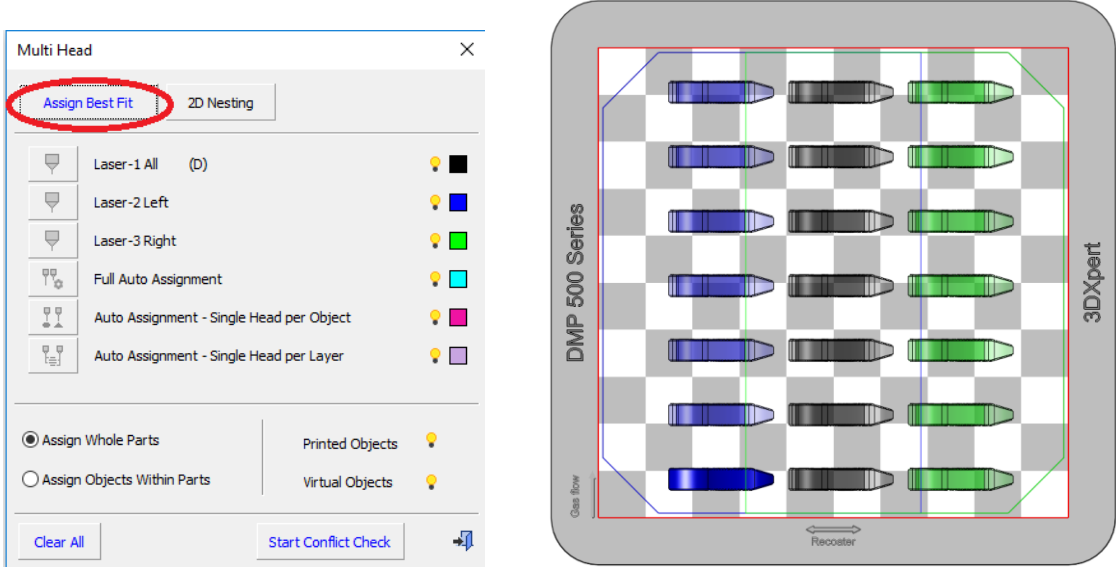 Multi Head
Assign Best Fit
2D Nesting
Laser-1 All (D)
Laser-2 Left
Laser-3 Right
Full Auto Assignment
Auto Assignment - Single Head per Object
Auto Assignment - Single Head per Layer
Assign Whole Parts
Printed Objects
Assign Objects Within Parts
Virtual Objects
Clear All
Start Conflict Check
DMP 500 Series
Gas flow
Recoater
3DXpert